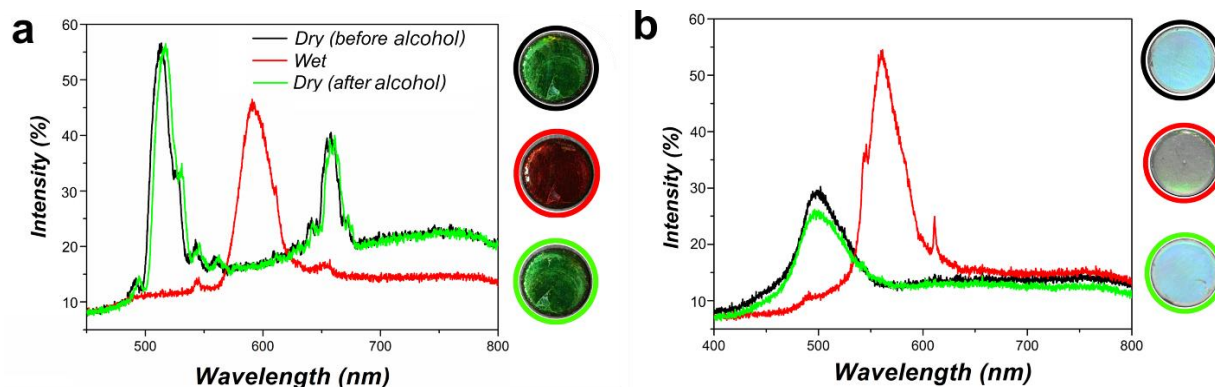 a
60
50
40
30
20
10
Intensity (%)
Dry (before alcohol)
Wet
Dry (after alcohol)
500 600 700 800
Wavelength (nm)
b
60
50
40
30
20
10
Intensity (%)
400 500 600 700 800
Wavelength (nm)